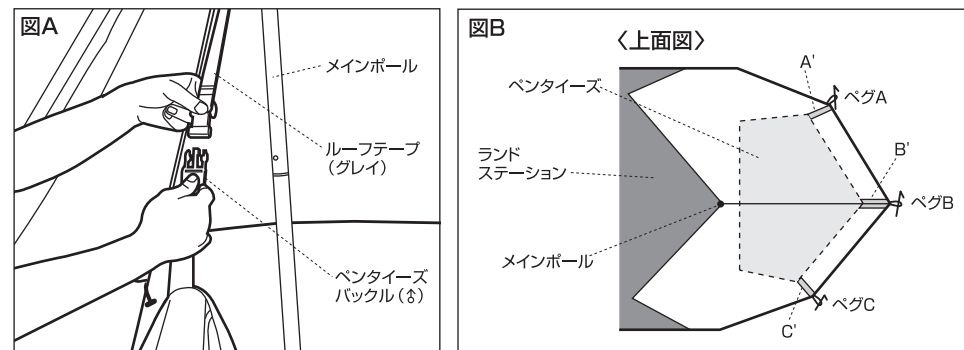 図A
メインポール
ルーフテープ
(グレイ)
ペンタイーズ
バックル(♂)
図B
〈上面図〉
A'
ペグA
ペンタイーズ
B'
ランド
ステーション
ペグB
メインポール
ペグC
C'